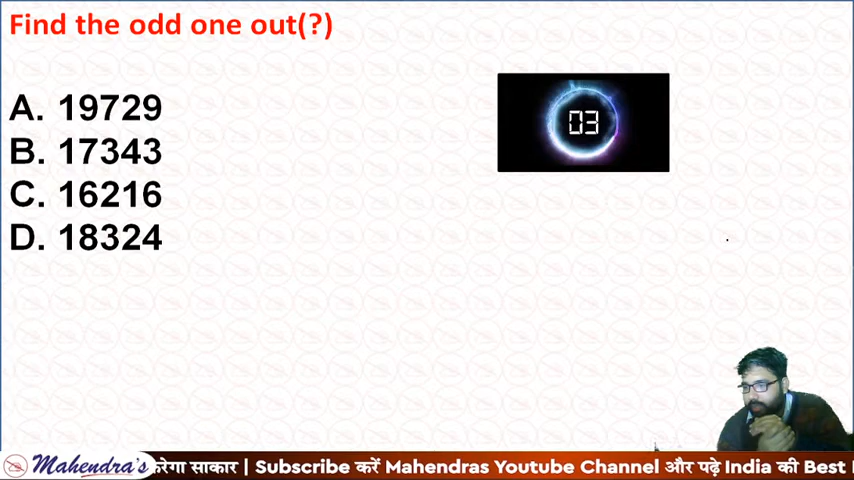 Find the odd one out(?)
A. 19729
B. 17343
C. 16216
D. 18324
03
Mahendra's
करेगा साकार | Subscribe करें Mahendras Youtube Channel और पढ़े India की Best